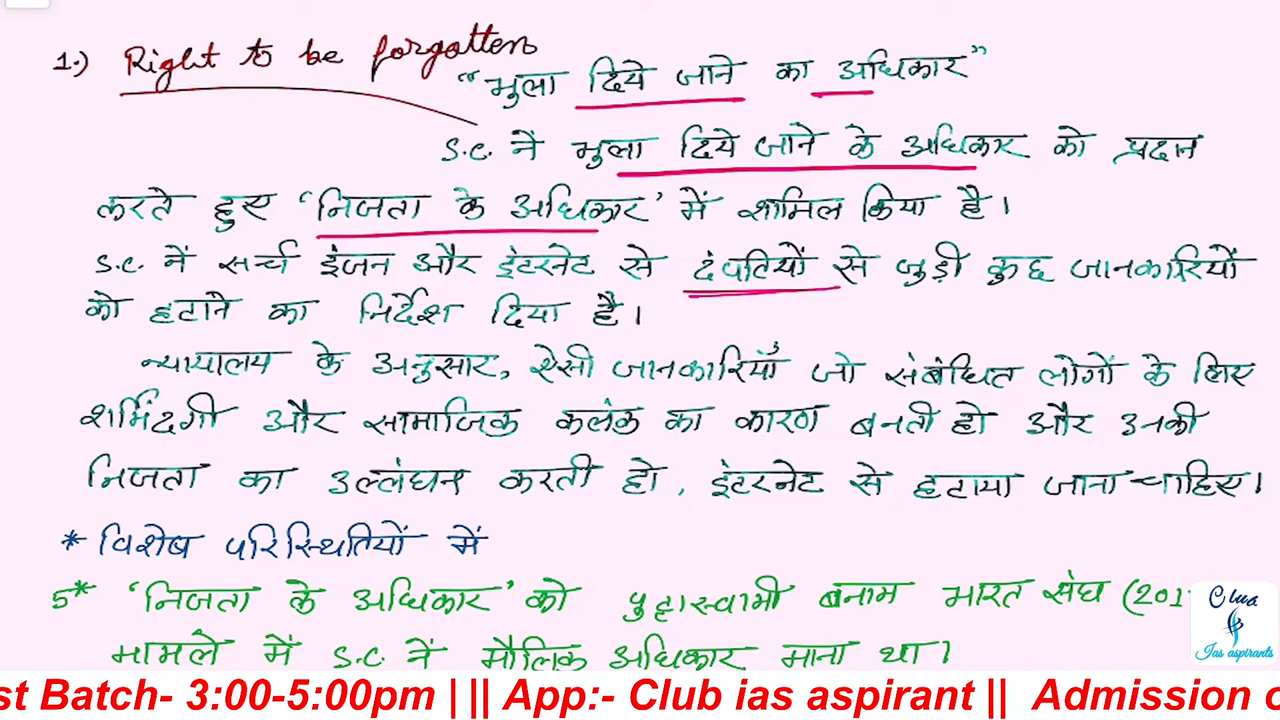 1.) Right to be forgotten
“भुला दिये जाने का अधिकार”
S.C. ने भुला दिये जाने के अधिकार को प्रदान
करते हुए ‘निजता के अधिकार’ में शामिल किया है।
S.C. ने सर्च इंजन और इंटरनेट से दंपतियों से जुड़ी कुछ जानकारियों
को हटाने का निर्देश दिया है।
न्यायालय के अनुसार, ऐसी जानकारियाँ जो संबंधित लोगों के लिए
शर्मिंदगी और सामाजिक कलंक का कारण बनती हो और उनकी
निजता का उल्लंघन करती हो, इंटरनेट से हटाया जाना चाहिए।
* विशेष परिस्थितियों में
5* ‘निजता के अधिकार’ को पुट्टास्वामी बनाम भारत संघ (201
मामले में S.C. ने मौलिक अधिकार माना था।
Club
Ias aspirants
st Batch- 3:00-5:00pm | || App:- Club ias aspirant || Admission o